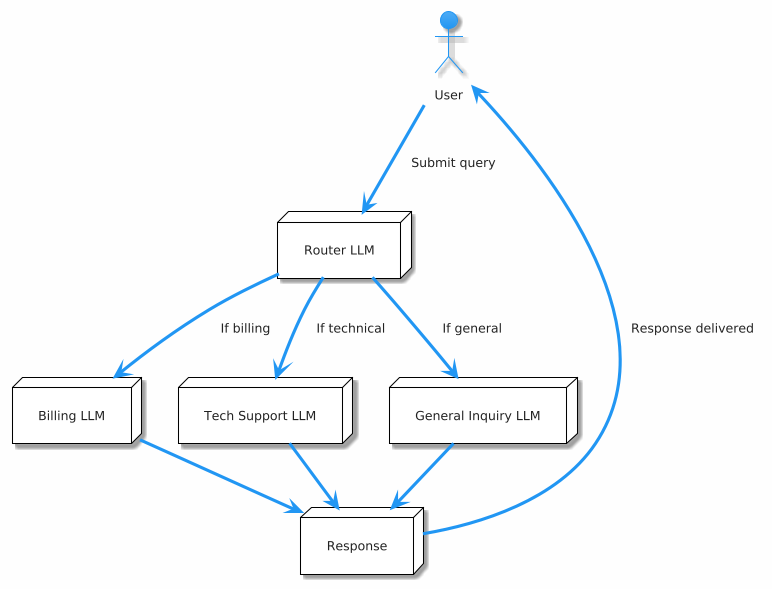 User
Submit query
Router LLM
If billing
If technical
If general
Response delivered
Billing LLM
Tech Support LLM
General Inquiry LLM
Response